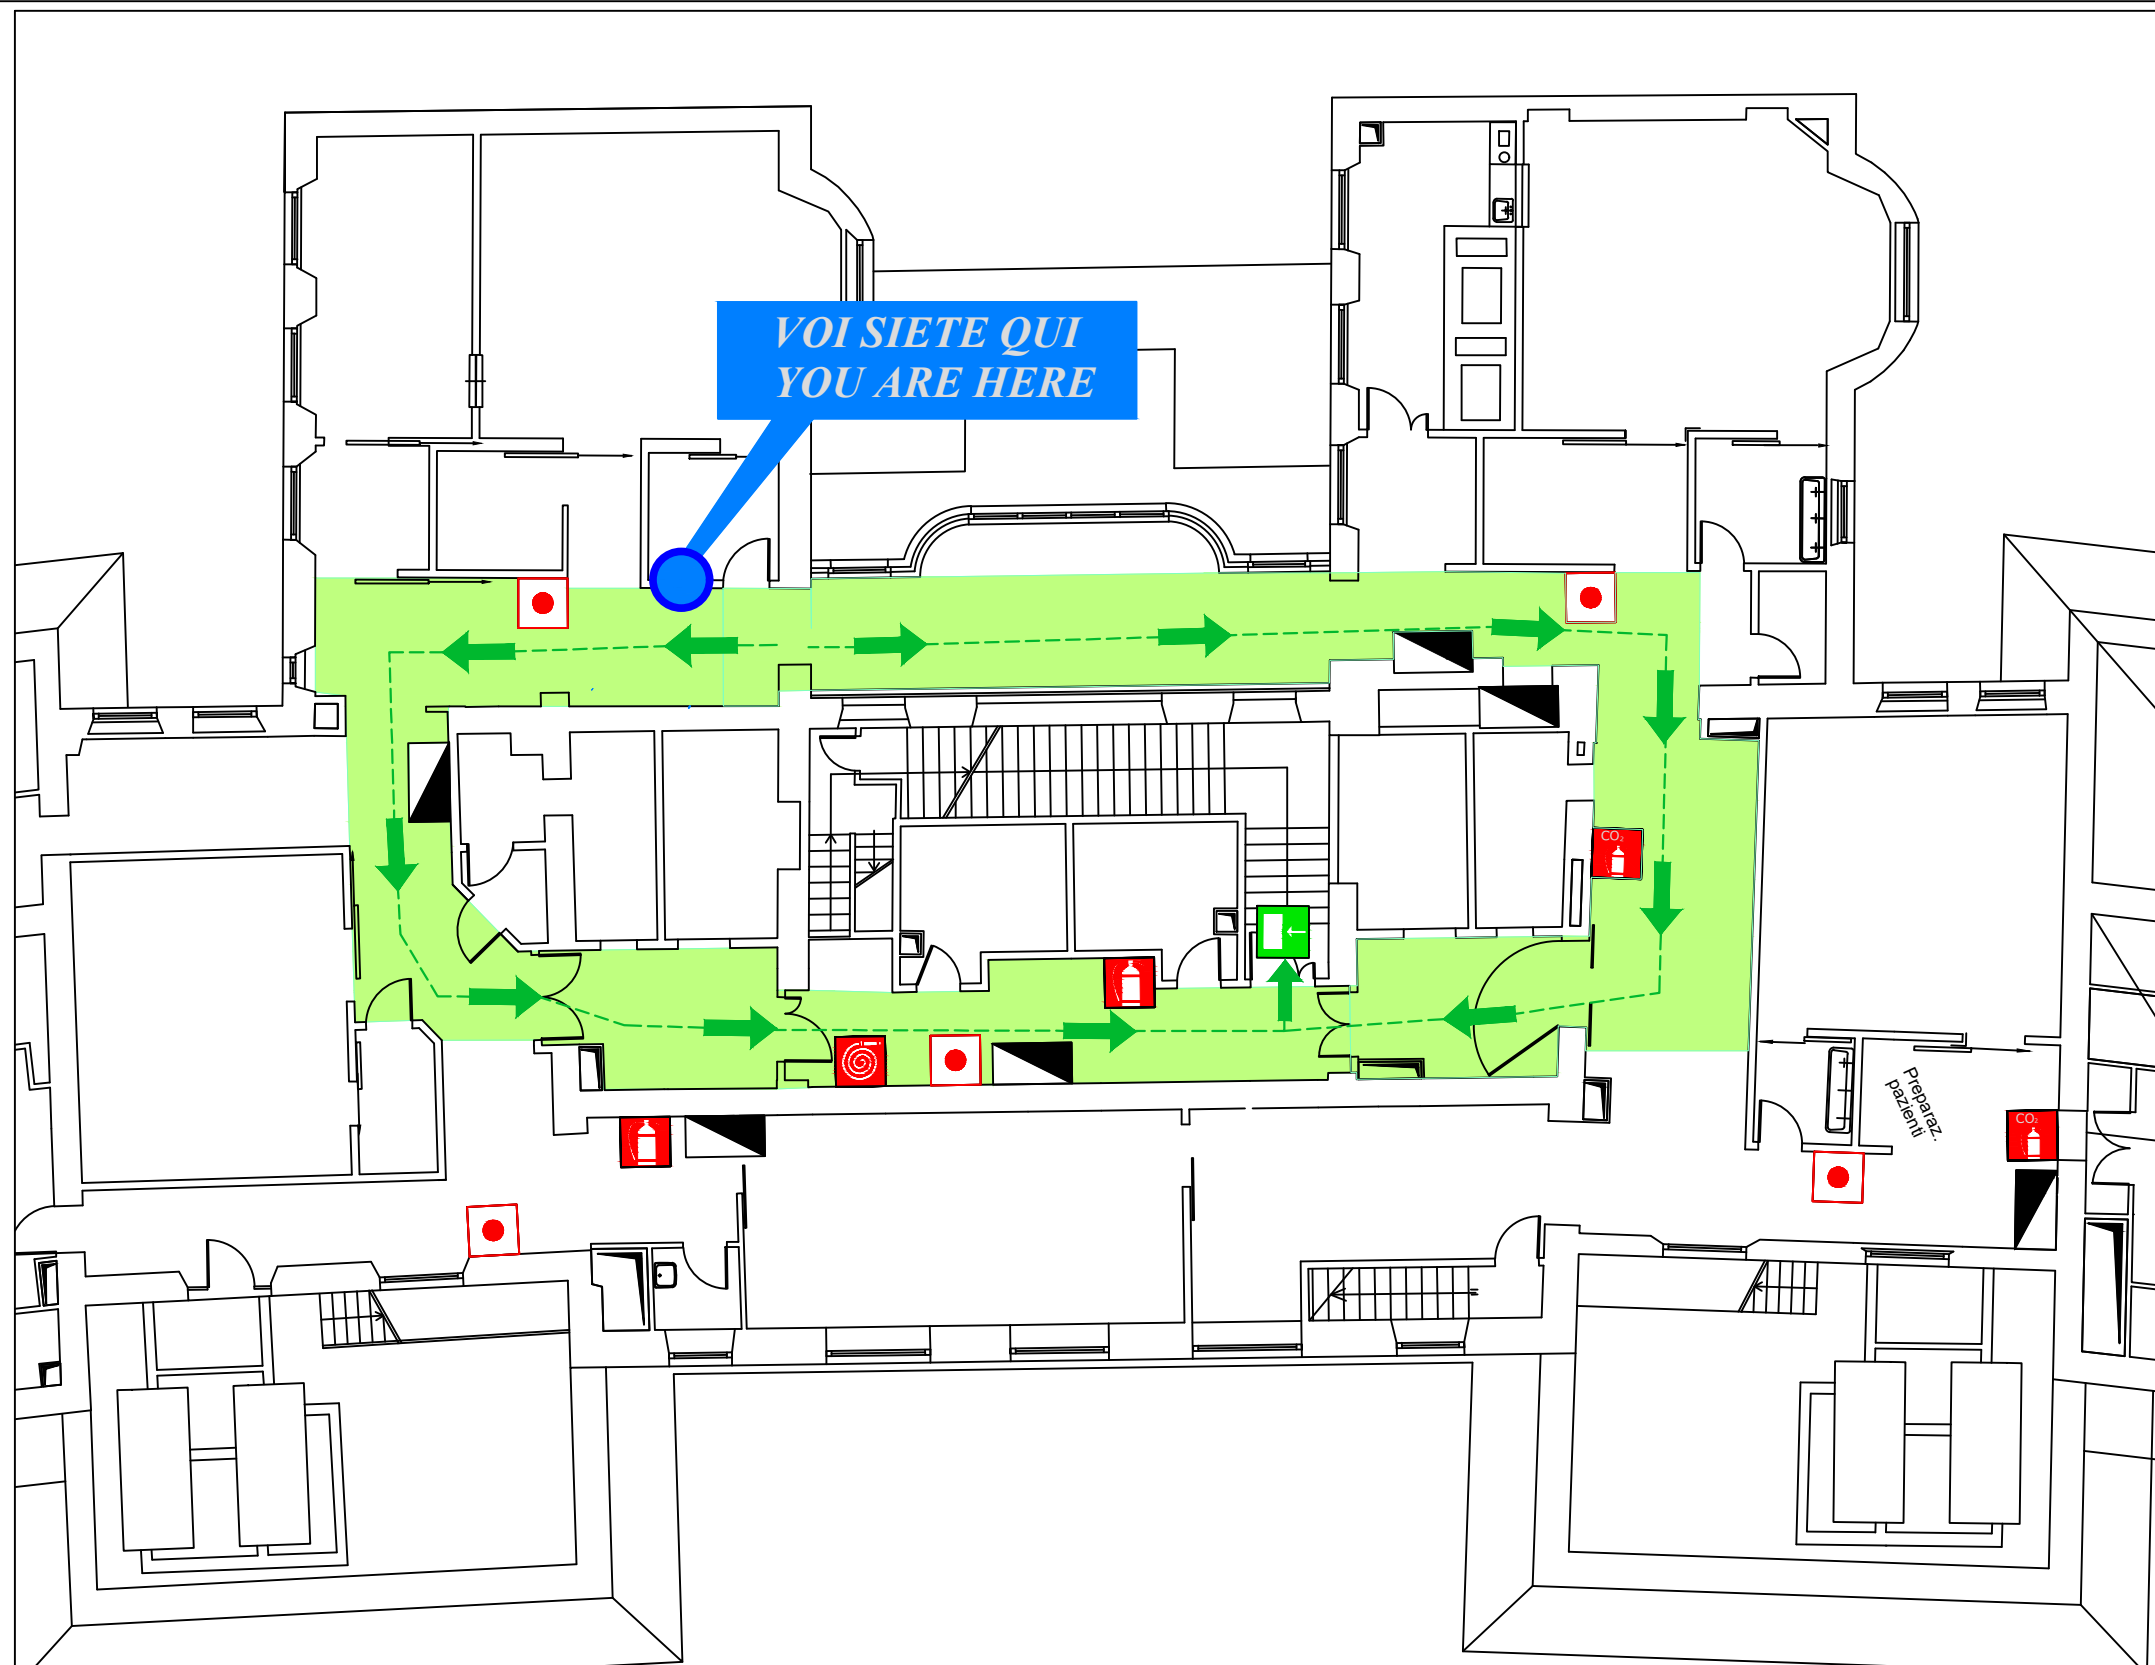 VOI SIETE QUI
YOU ARE HERE
CO₂
Preparaz.
pazienti
CO₂